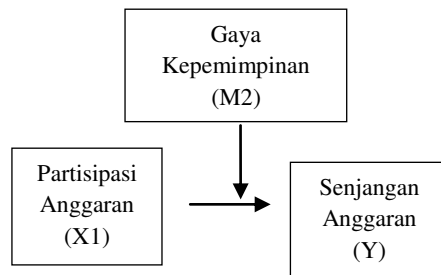 Gaya
Kepemimpinan
(M2)
Partisipasi
Anggaran
(X1)
Senjangan
Anggaran
(Y)